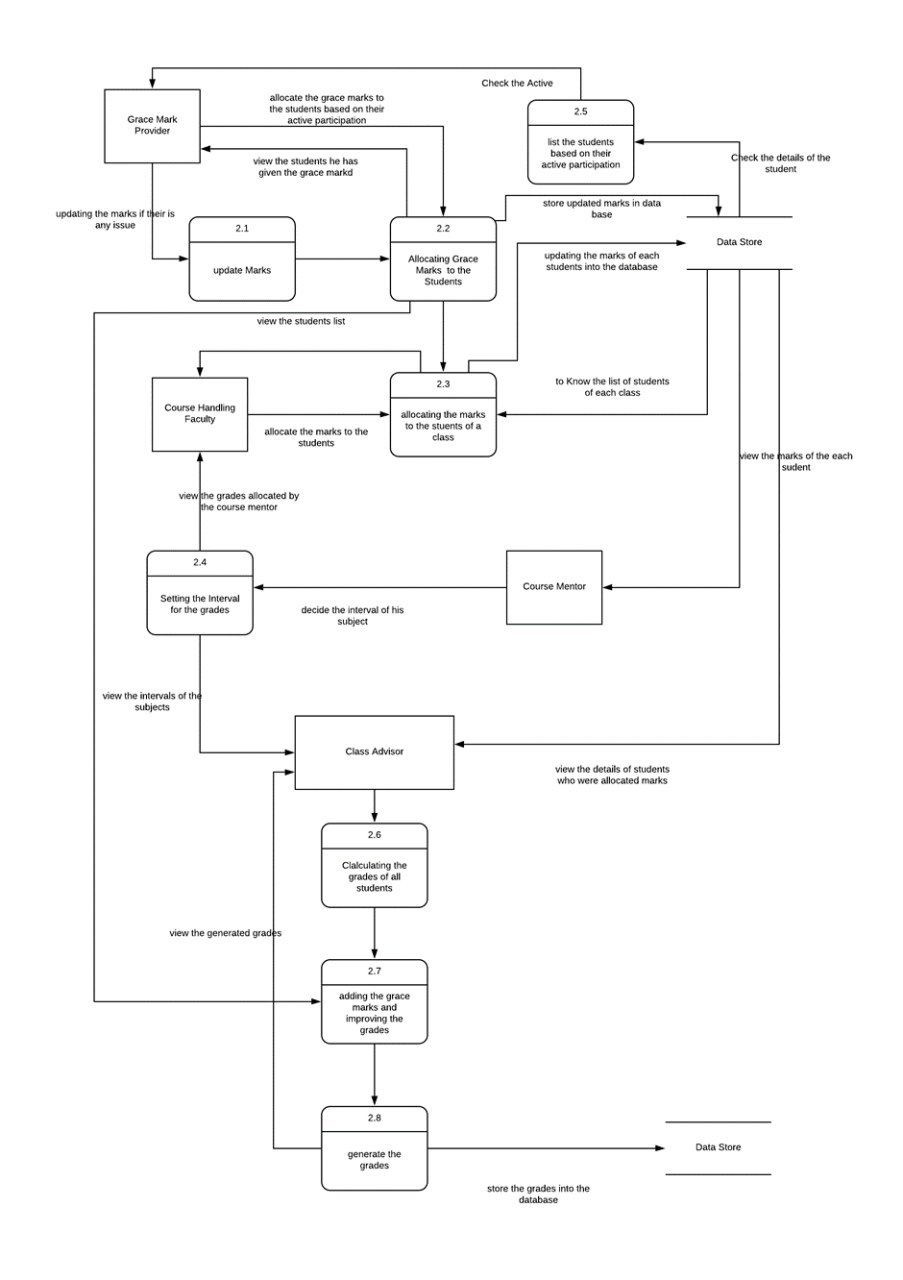 Check the Active
2.5
list the students
based on their
active participation
Grace Mark
Provider
allocate the grace marks to
the students based on their
active participation
view the students he has
given the grace markd
Check the details of the
student
store updated marks in data
base
updating the marks if their is
any issue
2.1
update Marks
2.2
Allocating Grace
Marks to the
Students
Data Store
updating the marks of each
students into the database
view the students list
2.3
allocating the marks
to the stuents of a
class
to Know the list of students
of each class
Course Handling
Faculty
allocate the marks to the
students
view the marks of the each
sudent
view the grades allocated by
the course mentor
2.4
Setting the Interval
for the grades
Course Mentor
decide the interval of his
subject
view the intervals of the
subjects
Class Advisor
view the details of students
who were allocated marks
2.6
Clalculating the
grades of all
students
view the generated grades
2.7
adding the grace
marks and
improving the
grades
2.8
generate the
grades
Data Store
store the grades into the
database